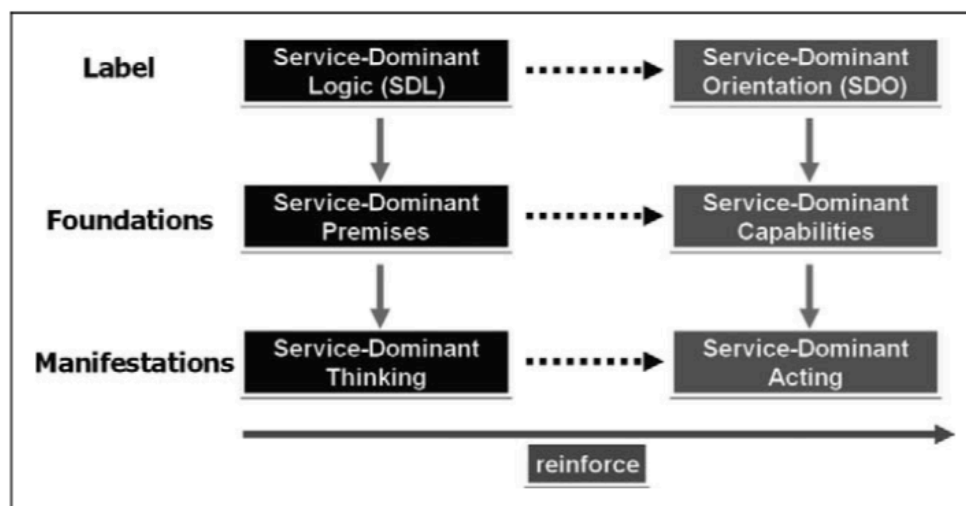 Label
Service-Dominant
Logic (SDL)
Service-Dominant
Orientation (SDO)
Foundations
Service-Dominant
Premises
Service-Dominant
Capabilities
Manifestations
Service-Dominant
Thinking
Service-Dominant
Acting
reinforce